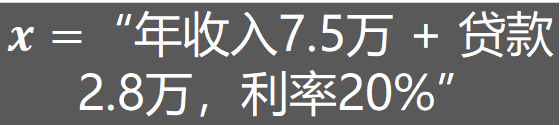 x = “年收入7.5万 + 贷款
2.8万，利率20%”